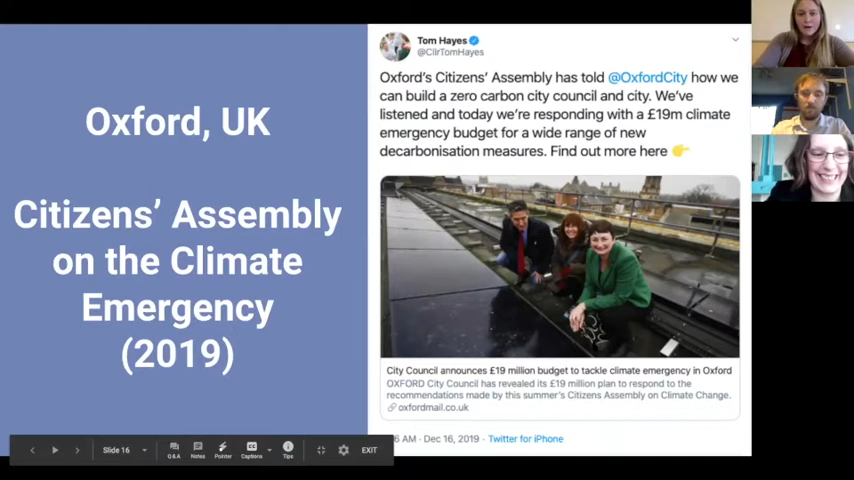 Oxford, UK
Citizens' Assembly
on the Climate
Emergency
(2019)
Tom Hayes
@CllrTomHayes
Oxford's Citizens' Assembly has told @OxfordCity how we
can build a zero carbon city council and city. We've
listened and today we're responding with a £19m climate
emergency budget for a wide range of new
decarbonisation measures. Find out more here 👉
City Council announces £19 million budget to tackle climate emergency in Oxford
OXFORD City Council has revealed its £19 million plan to respond to the
recommendations made by this summer's Citizens Assembly on Climate Change.
oxfordmail.co.uk
6 AM · Dec 16, 2019 · Twitter for iPhone
Slide 16
Q&A
Notes
Pointer
CC
Captions
Tips
EXIT